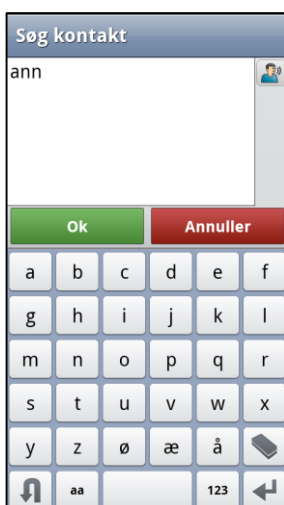 Søg kontakt
ann
Ok Annuller
a b c d e f
g h i j k l
m n o p q r
s t u v w x
y z ø æ å
aa 123